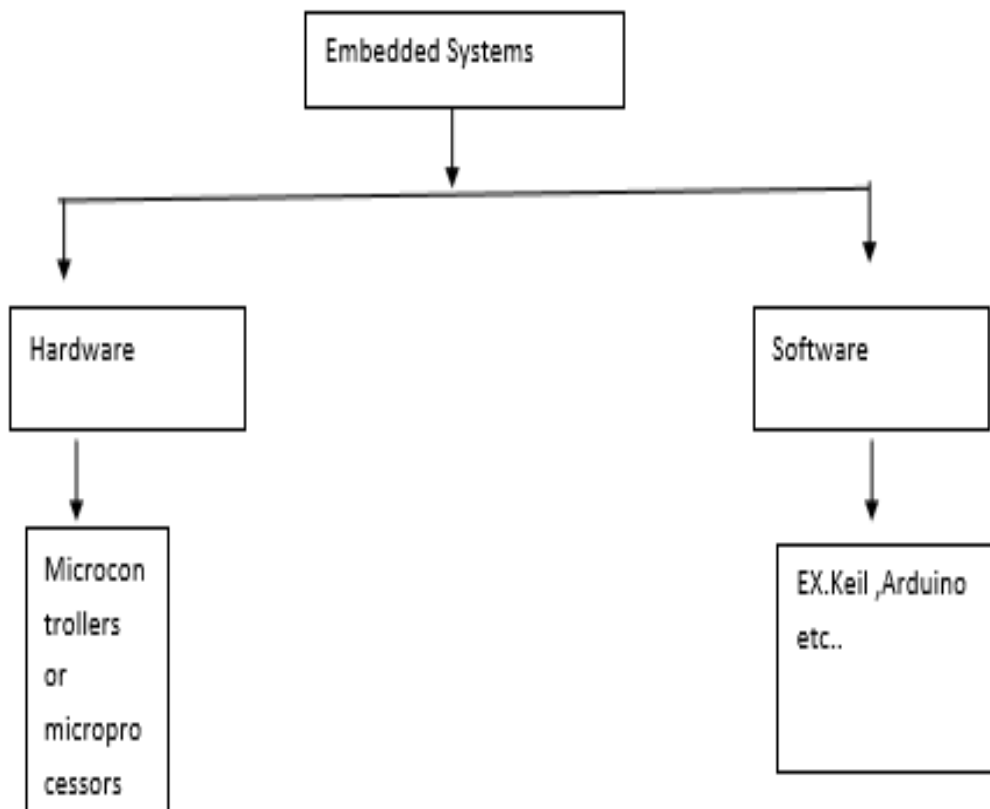 Embedded Systems
Hardware
Software
Microcon
trollers
or
micropro
cessors
EX.Keil ,Arduino
etc..